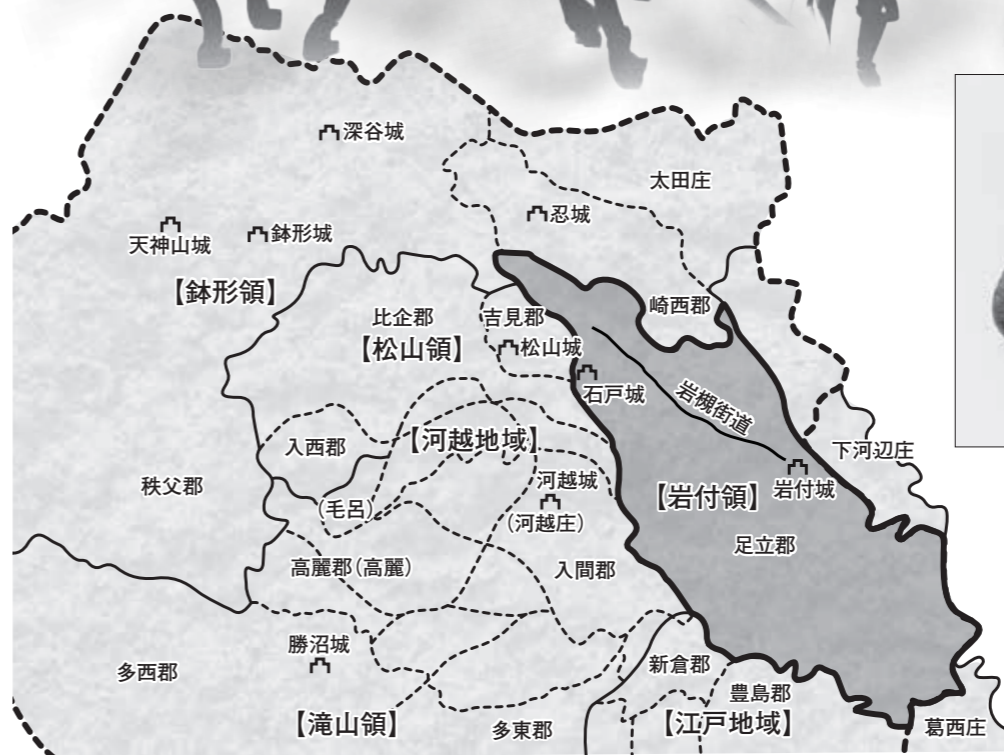 深谷城
太田庄
忍城
天神山城
鉢形城
【鉢形領】
崎西郡
比企郡
吉見郡
【松山領】
松山城
石戸城
岩槻街道
入西郡
【河越地域】
下河辺庄
秩父郡
河越城
岩付城
【岩付領】
(毛呂)
(河越庄)
足立郡
高麗郡(高麗)
入間郡
勝沼城
新倉郡
多西郡
豊島郡
【滝山領】
多東郡
【江戸地域】
葛西庄